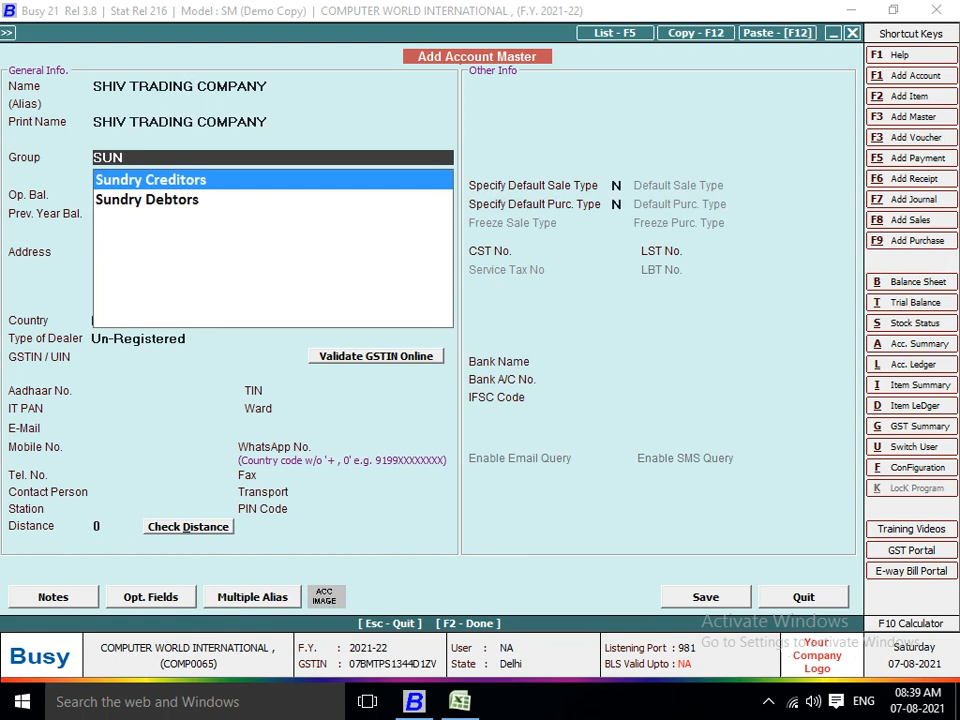 Busy 21 Rel 3.8 | Stat Rel 216 | Model : SM (Demo Copy) | COMPUTER WORLD INTERNATIONAL , (F.Y. 2021-22)
>>
List - F5
Copy - F12
Paste - [F12]
Shortcut Keys
Add Account Master
General Info.
Name SHIV TRADING COMPANY
(Alias)
Print Name SHIV TRADING COMPANY
Group SUN
Sundry Creditors
Sundry Debtors
Op. Bal.
Prev. Year Bal.
Address
Country
Type of Dealer Un-Registered
GSTIN / UIN
Validate GSTIN Online
Aadhaar No. TIN
IT PAN Ward
E-Mail
Mobile No. WhatsApp No.
(Country code w/o '+ , 0' e.g. 9199XXXXXXXX)
Tel. No. Fax
Contact Person Transport
Station PIN Code
Distance 0 Check Distance
Other Info
Specify Default Sale Type N Default Sale Type
Specify Default Purc. Type N Default Purc. Type
Freeze Sale Type Freeze Purc. Type
CST No. LST No.
Service Tax No LBT No.
Bank Name
Bank A/C No.
IFSC Code
Enable Email Query Enable SMS Query
F1 Help
F1 Add Account
F2 Add Item
F3 Add Master
F3 Add Voucher
F5 Add Payment
F6 Add Receipt
F7 Add Journal
F8 Add Sales
F9 Add Purchase
B Balance Sheet
T Trial Balance
S Stock Status
A Acc. Summary
L Acc. Ledger
I Item Summary
D Item LeDger
G GST Summary
U Switch User
F ConFiguration
K LocK Program
Training Videos
GST Portal
E-way Bill Portal
F10 Calculator
Notes
Opt. Fields
Multiple Alias
ACC IMAGE
Save
Quit
[ Esc - Quit ] [ F2 - Done ]
Activate Windows
Go to Settings to activate Windows.
Busy
COMPUTER WORLD INTERNATIONAL ,
(COMP0065)
F.Y. : 2021-22
GSTIN : 07BMTPS1344D1ZV
User : NA
State : Delhi
Listening Port : 981
BLS Valid Upto : NA
Your
Company
Logo
Saturday
07-08-2021
Search the web and Windows
B
ENG
08:39 AM
07-08-2021